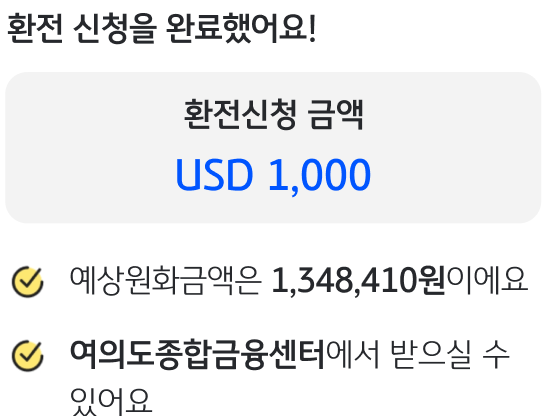 환전 신청을 완료했어요!
환전신청 금액
USD 1,000
예상원화금액은 1,348,410원이에요
여의도종합금융센터에서 받으실 수
있어요